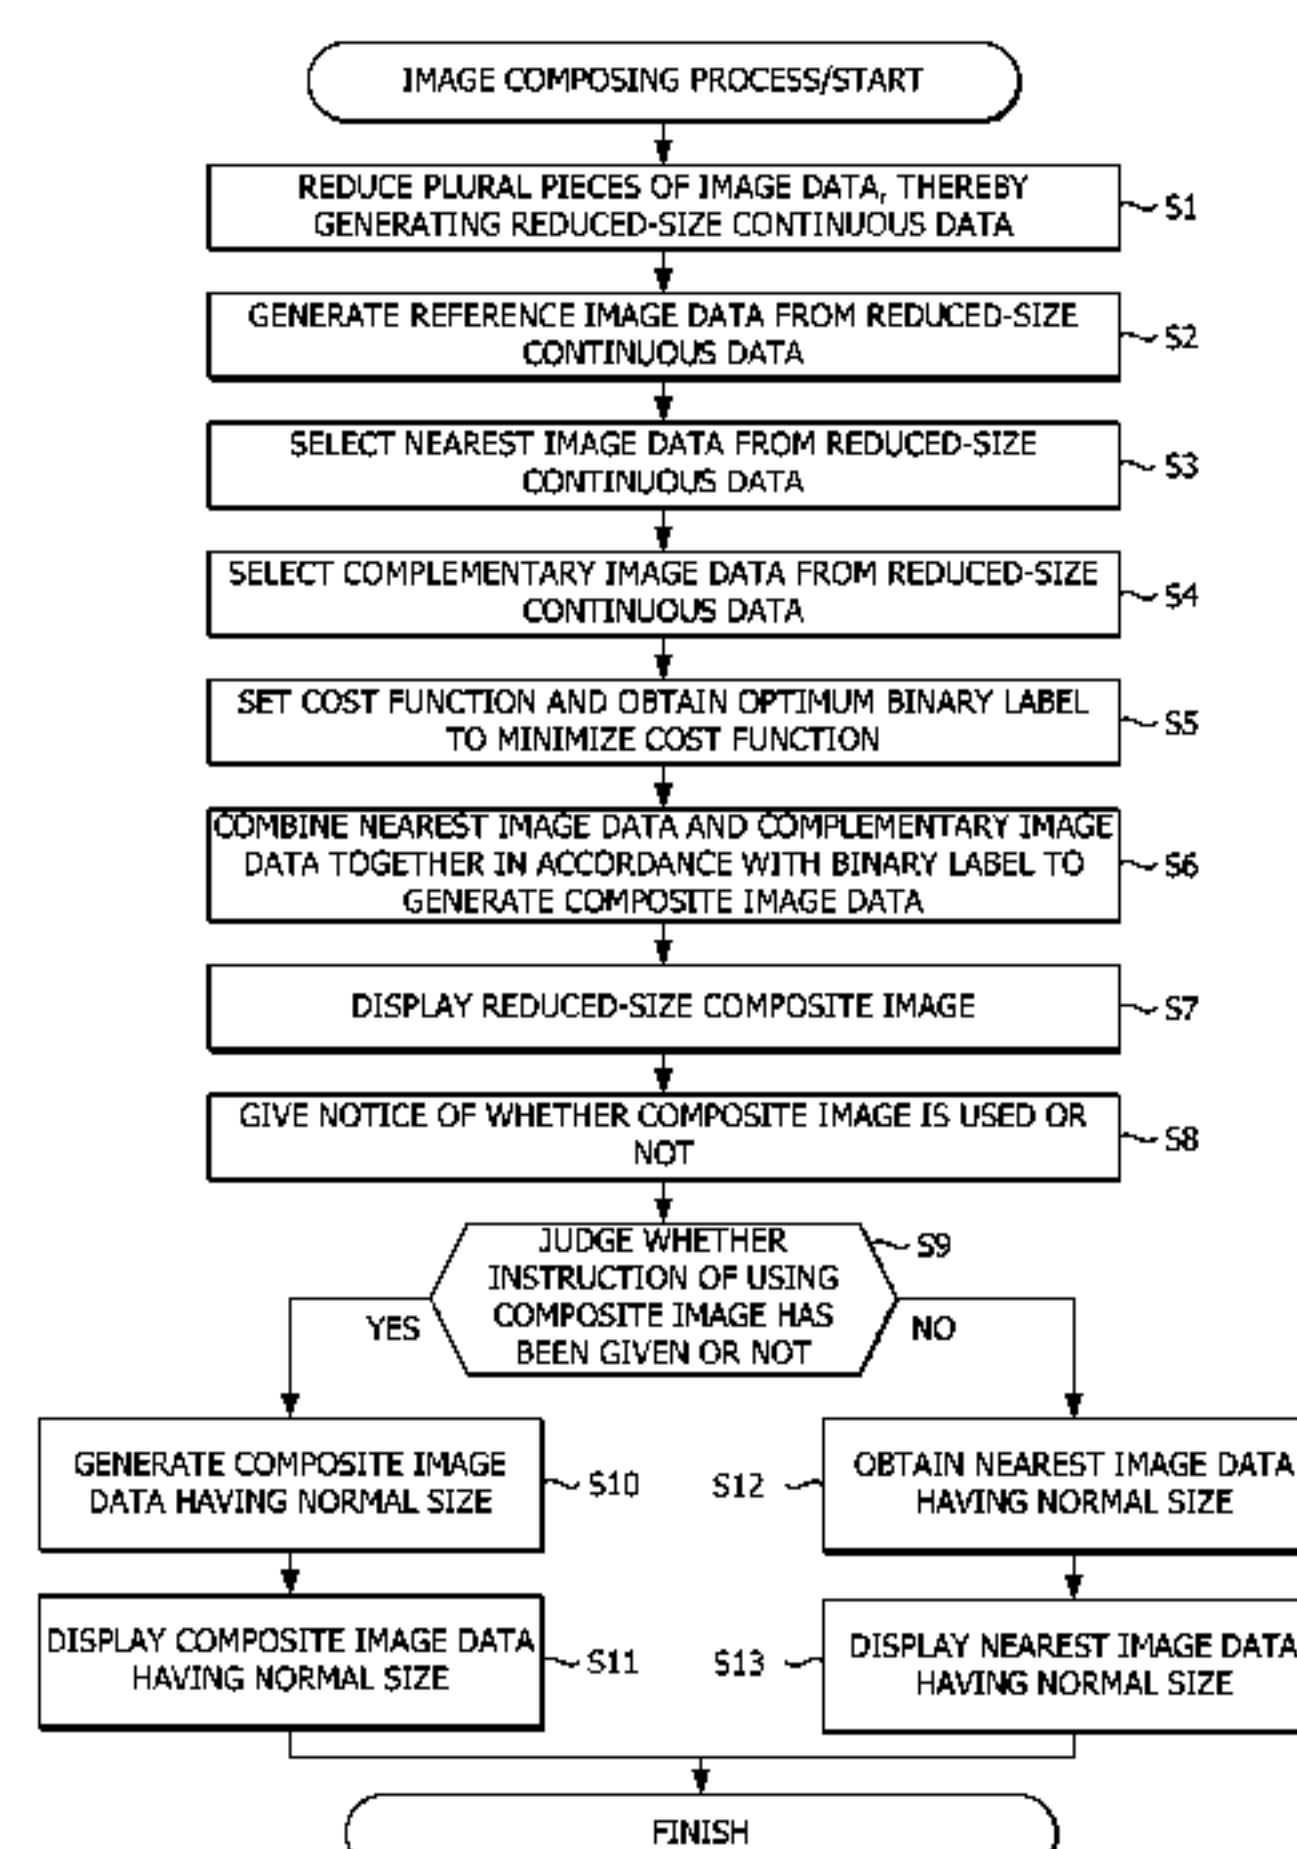 IMAGE COMPOSING PROCESS/START
REDUCE PLURAL PIECES OF IMAGE DATA, THEREBY
GENERATING REDUCED-SIZE CONTINUOUS DATA
S1
GENERATE REFERENCE IMAGE DATA FROM REDUCED-SIZE
CONTINUOUS DATA
S2
SELECT NEAREST IMAGE DATA FROM REDUCED-SIZE
CONTINUOUS DATA
S3
SELECT COMPLEMENTARY IMAGE DATA FROM REDUCED-SIZE
CONTINUOUS DATA
S4
SET COST FUNCTION AND OBTAIN OPTIMUM BINARY LABEL
TO MINIMIZE COST FUNCTION
S5
COMBINE NEAREST IMAGE DATA AND COMPLEMENTARY IMAGE
DATA TOGETHER IN ACCORDANCE WITH BINARY LABEL TO
GENERATE COMPOSITE IMAGE DATA
S6
DISPLAY REDUCED-SIZE COMPOSITE IMAGE
S7
GIVE NOTICE OF WHETHER COMPOSITE IMAGE IS USED OR
NOT
S8
JUDGE WHETHER
INSTRUCTION OF USING
COMPOSITE IMAGE HAS
BEEN GIVEN OR NOT
S9
YES
NO
GENERATE COMPOSITE IMAGE
DATA HAVING NORMAL SIZE
S10
S12
OBTAIN NEAREST IMAGE DATA
HAVING NORMAL SIZE
DISPLAY COMPOSITE IMAGE DATA
HAVING NORMAL SIZE
S11
S13
DISPLAY NEAREST IMAGE DATA
HAVING NORMAL SIZE
FINISH